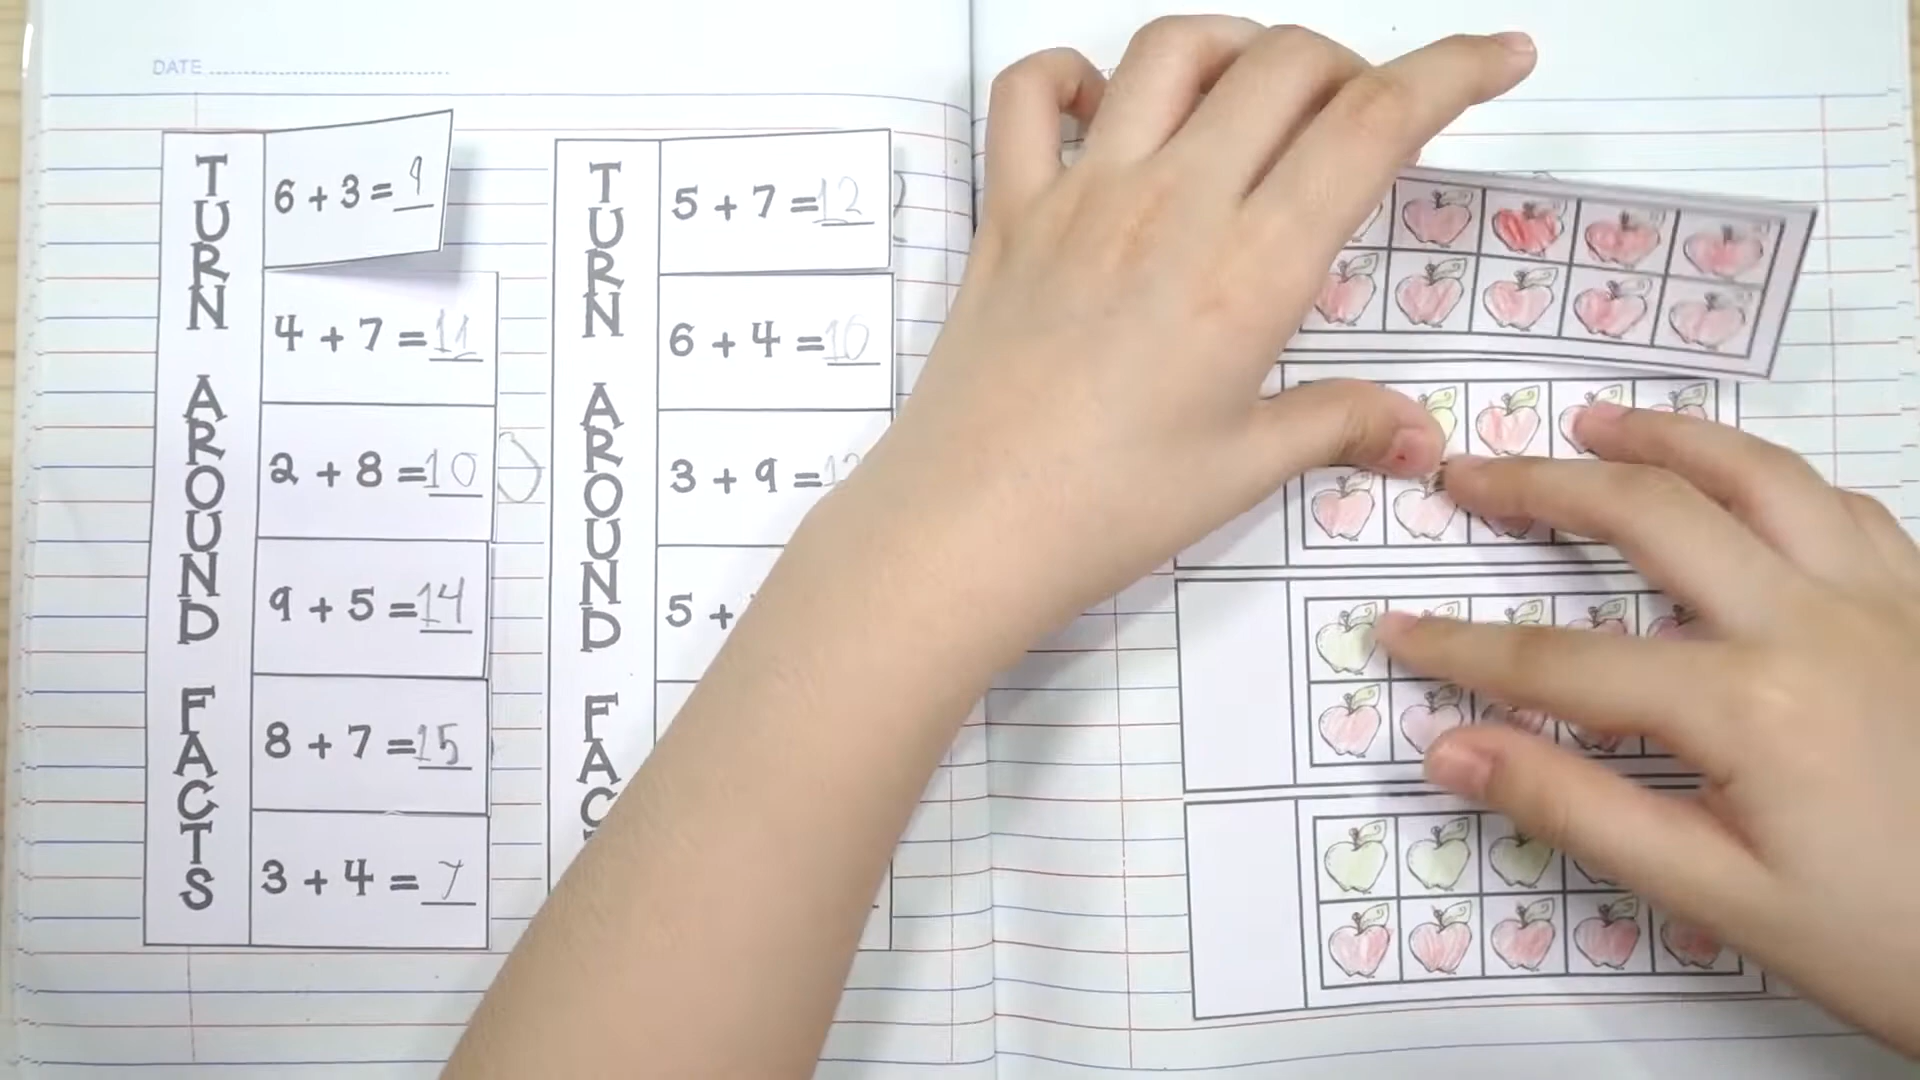 DATE
TURN AROUND FACTS
6 + 3 = 9
4 + 7 = 11
2 + 8 = 10
9 + 5 = 14
8 + 7 = 15
3 + 4 = 7
TURN AROUND FAC
5 + 7 = 12
6 + 4 = 10
3 + 9 = 12
5 +